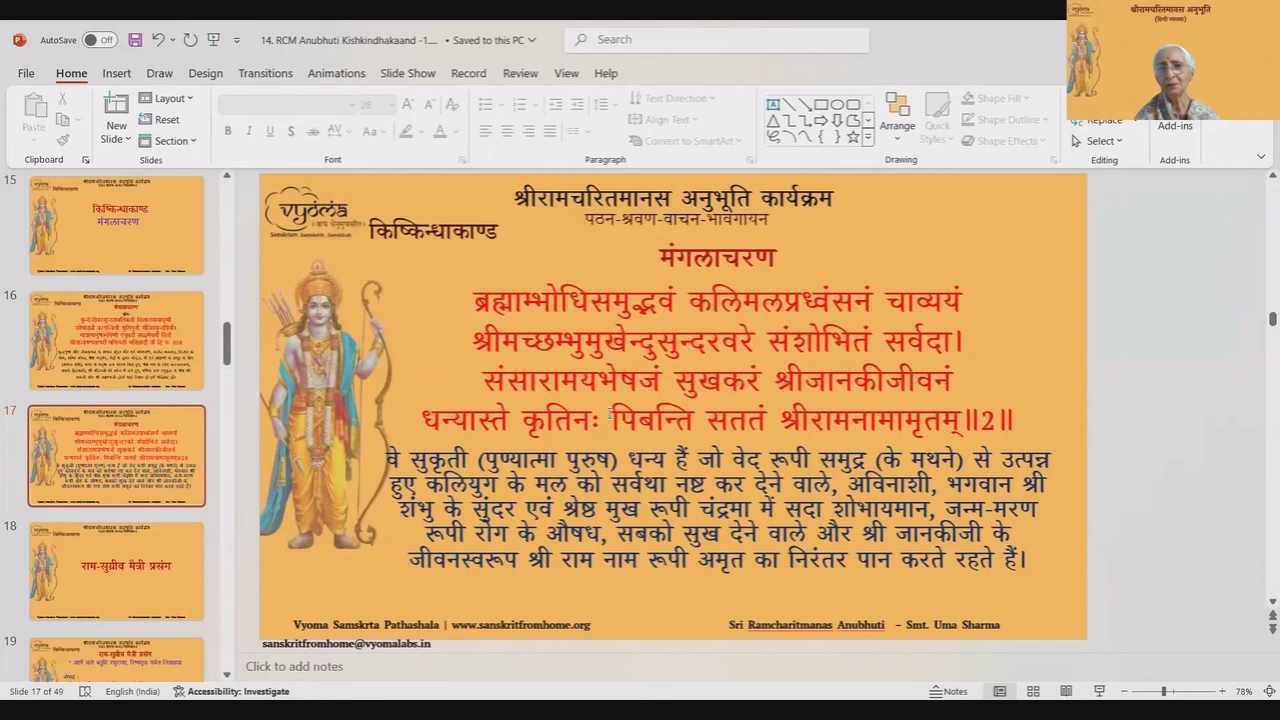 श्रीरामचरितमानस अनुभूति
(हिन्दी व्याख्या)
AutoSave Off 14. RCM Anubhuti Kishkindhakaand -1.... • Saved to this PC Search
File Home Insert Draw Design Transitions Animations Slide Show Record Review View Help
Paste
Clipboard
New Slide
Layout
Reset
Section
Slides
28
Font
Text Direction
Align Text
Convert to SmartArt
Paragraph
Arrange
Quick Styles
Shape Fill
Shape Outline
Shape Effects
Drawing
Replace
Select
Editing
Add-ins
Add-ins
15
किष्किन्धाकाण्ड
मंगलाचरण
16
17
18
राम-सुग्रीव मैत्री प्रसंग
19
vyoma
श्रीरामचरितमानस अनुभूति कार्यक्रम
पठन-श्रवण-वाचन-भावगायन
किष्किन्धाकाण्ड
मंगलाचरण
ब्रह्माम्भोधिसमुद्भवं कलिमलप्रध्वंसनं चाव्ययं
श्रीमच्छम्भुमुखेन्दुसुन्दरवरे संशोभितं सर्वदा।
संसारामयभेषजं सुखकरं श्रीजानकीजीवनं
धन्यास्ते कृतिनः पिबन्ति सततं श्रीरामनामामृतम्॥2॥
वे सुकृती (पुण्यात्मा पुरुष) धन्य हैं जो वेद रूपी समुद्र (के मथने) से उत्पन्न
हुए कलियुग के मल को सर्वथा नष्ट कर देने वाले, अविनाशी, भगवान श्री
शंभु के सुंदर एवं श्रेष्ठ मुख रूपी चंद्रमा में सदा शोभायमान, जन्म-मरण
रूपी रोग के औषध, सबको सुख देने वाले और श्री जानकीजी के
जीवनस्वरूप श्री राम नाम रूपी अमृत का निरंतर पान करते रहते हैं।
Vyoma Samskrta Pathashala | www.sanskritfromhome.org
Sri Ramcharitmanas Anubhuti – Smt. Uma Sharma
sanskritfromhome@vyomalabs.in
Click to add notes
Slide 17 of 49 English (India) Accessibility: Investigate Notes 78%